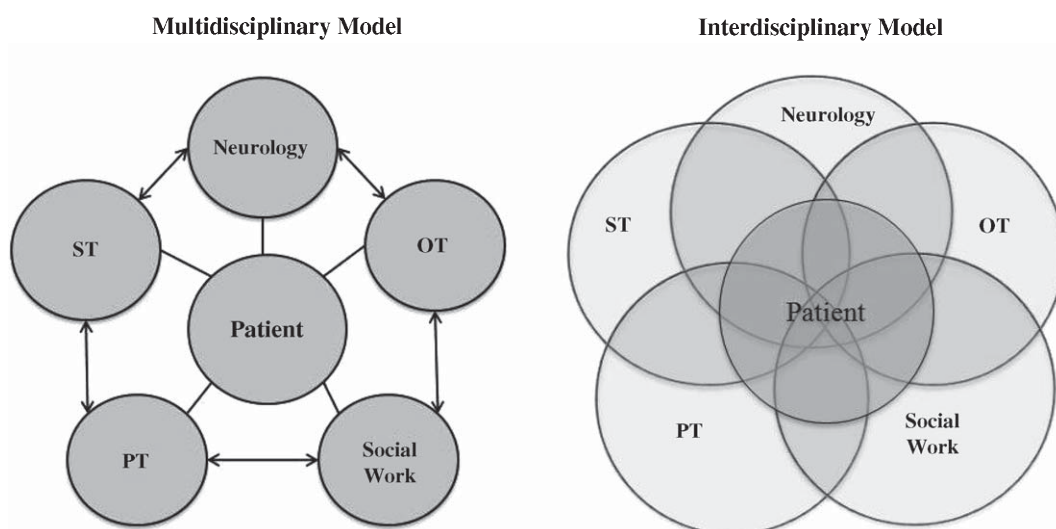 Multidisciplinary Model
Neurology
ST
OT
Patient
PT
Social
Work
Interdisciplinary Model
Neurology
ST
OT
Patient
PT
Social
Work